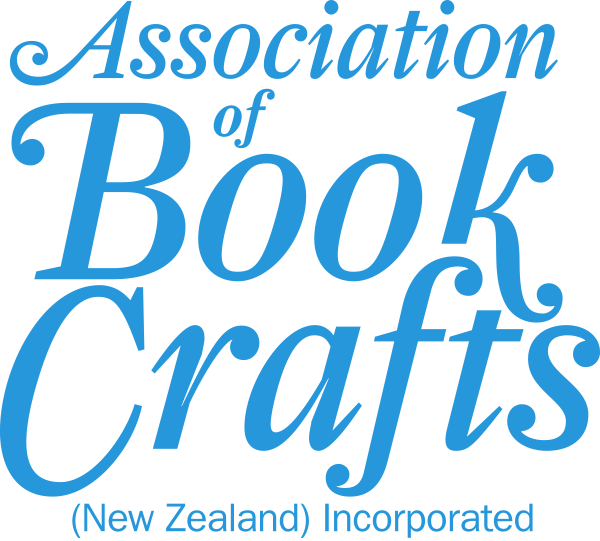 Association
of
Book
Crafts
(New Zealand) Incorporated